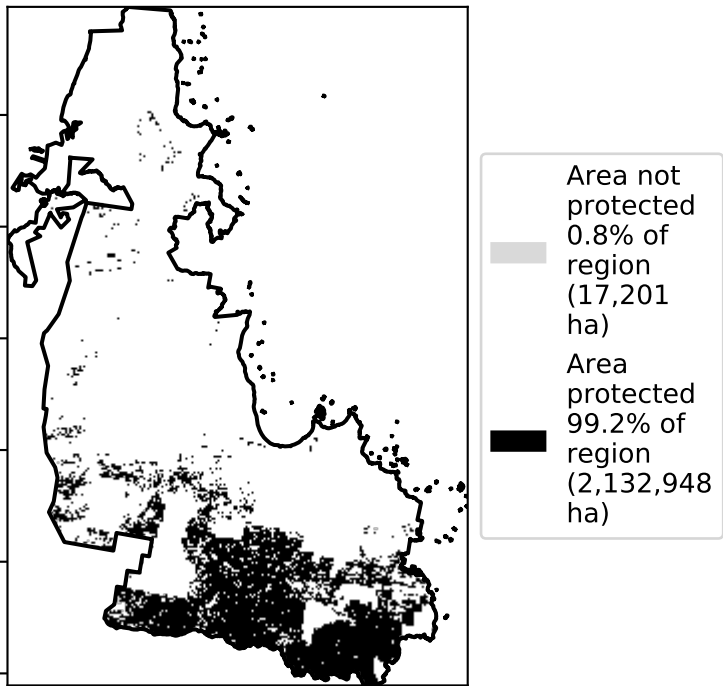 Area not
protected
0.8% of
region
(17,201
ha)
Area
protected
99.2% of
region
(2,132,948
ha)